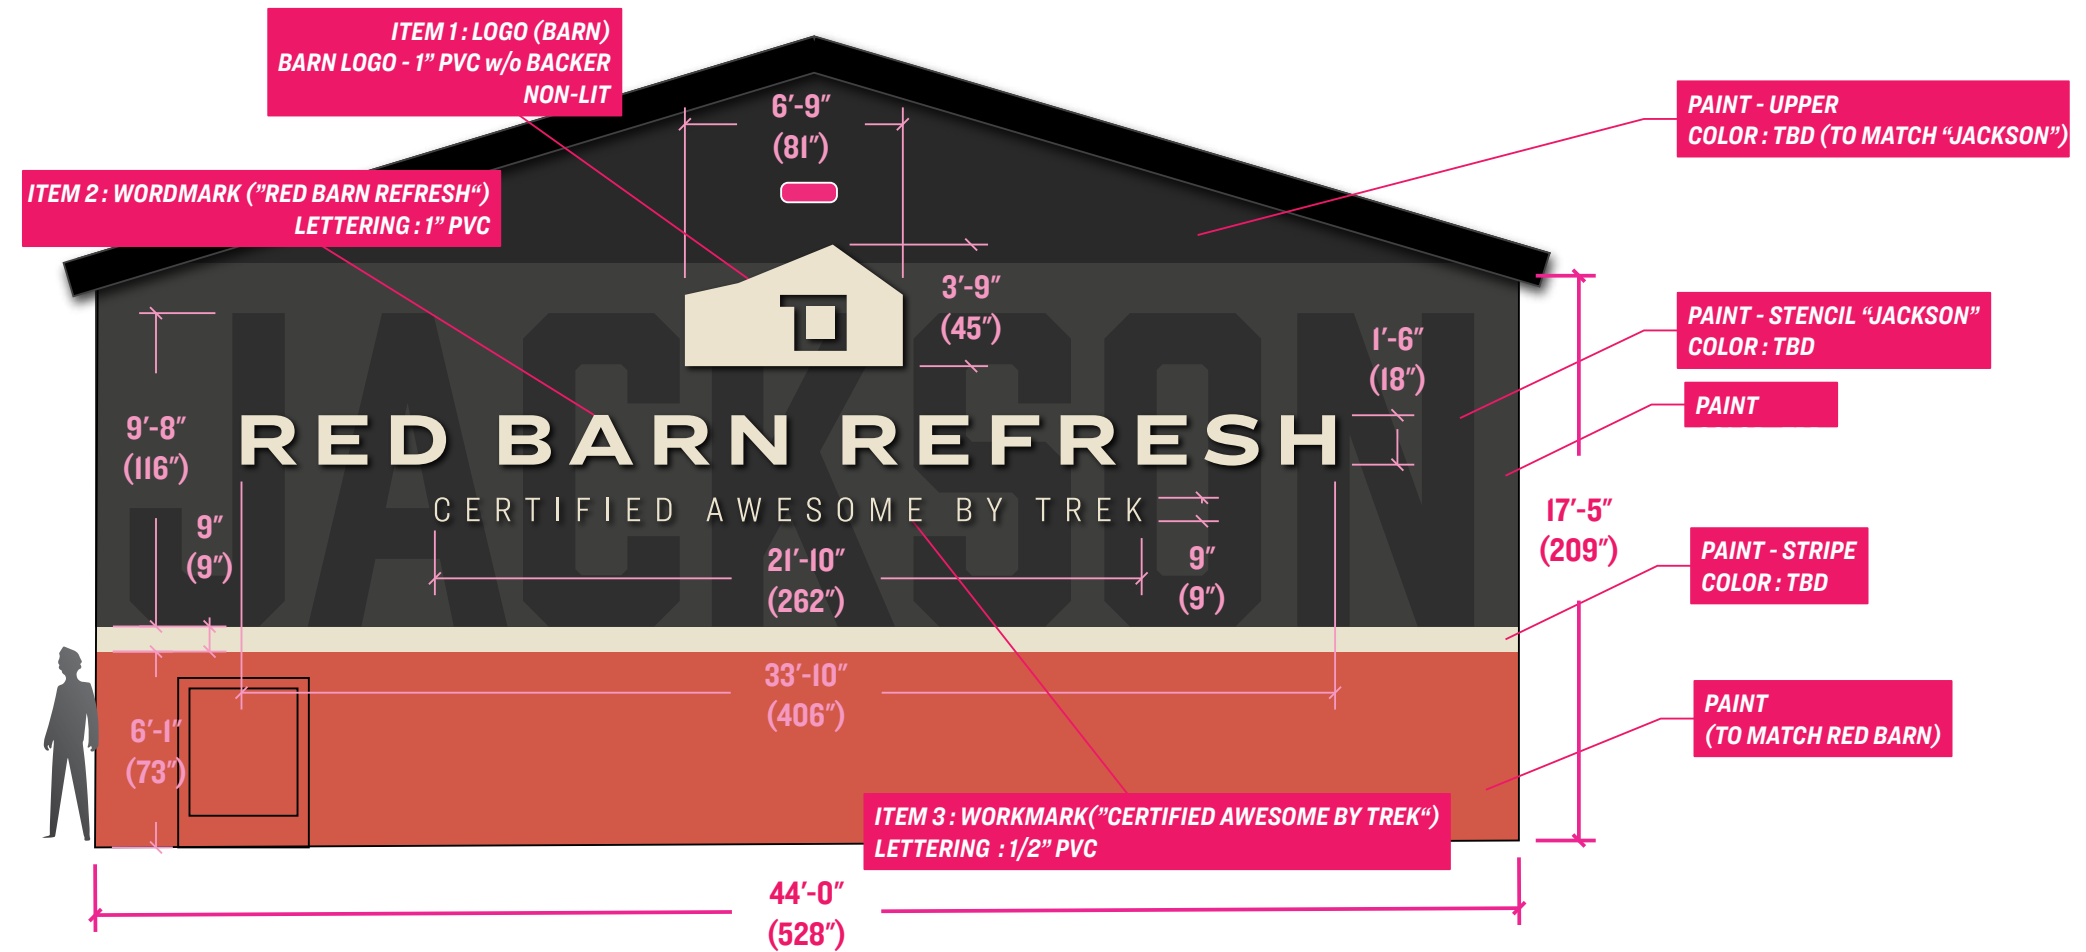 ITEM 1 : LOGO (BARN)
BARN LOGO - 1” PVC w/o BACKER
NON-LIT
6’-9”
(81”)
PAINT - UPPER
COLOR : TBD (TO MATCH “JACKSON”)
ITEM 2 : WORDMARK (”RED BARN REFRESH“)
LETTERING : 1” PVC
3’-9”
(45”)
PAINT - STENCIL “JACKSON”
COLOR : TBD
1’-6”
(18”)
PAINT
JACKSON
9’-8”
(116”)
RED BARN REFRESH
CERTIFIED AWESOME BY TREK
9”
(9”)
17’-5”
(209”)
21’-10”
(262”)
9”
(9”)
PAINT - STRIPE
COLOR : TBD
33’-10”
(406”)
6’-1”
(73”)
PAINT
(TO MATCH RED BARN)
ITEM 3 : WORKMARK(”CERTIFIED AWESOME BY TREK“)
LETTERING : 1/2” PVC
44’-0”
(528”)